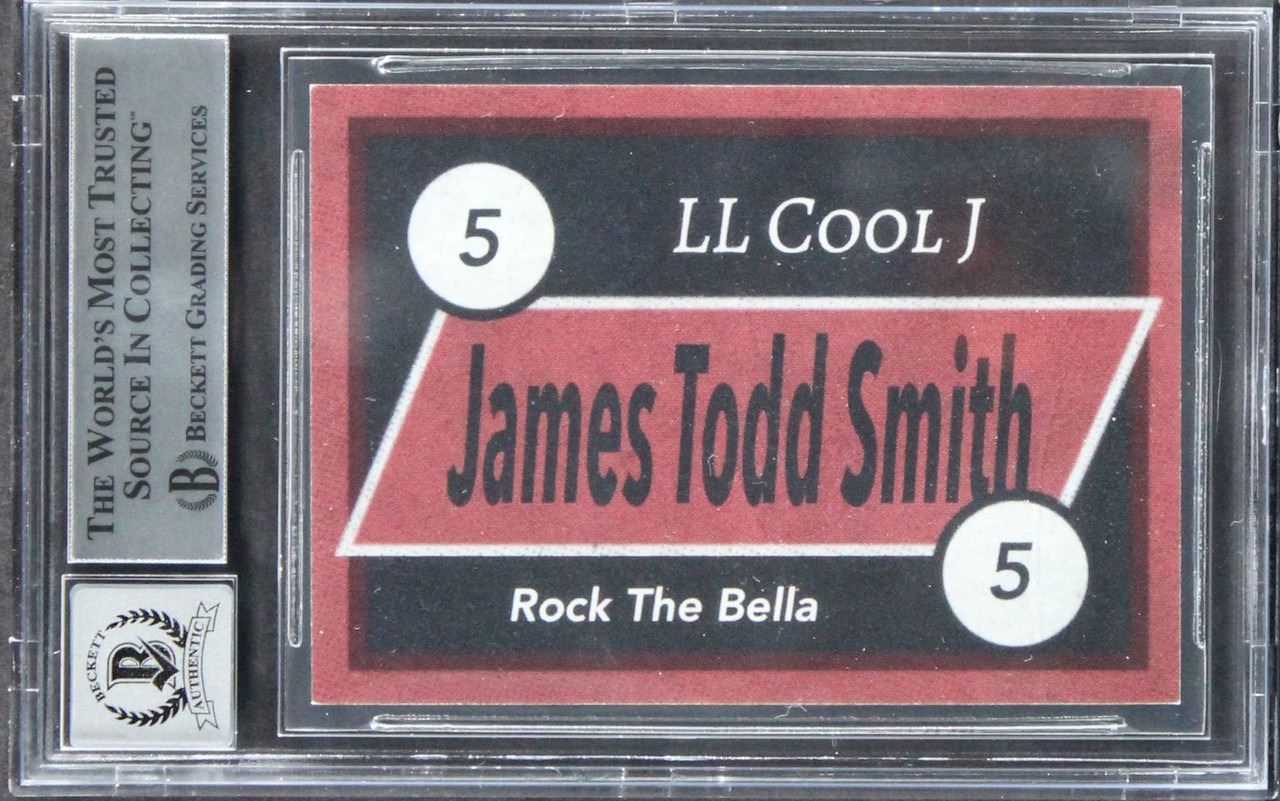 THE WORLD'S MOST TRUSTED
SOURCE IN COLLECTING™
BECKETT GRADING SERVICES
BECKETT
AUTHENTIC
5
LL COOL J
James Todd Smith
Rock The Bella
5